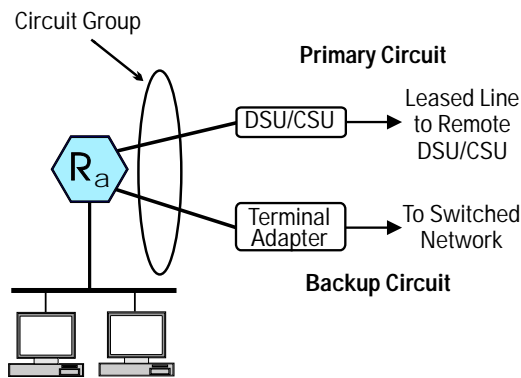 Circuit Group
Primary Circuit
DSU/CSU
Leased Line
to Remote
DSU/CSU
Ra
Terminal
Adapter
To Switched
Network
Backup Circuit